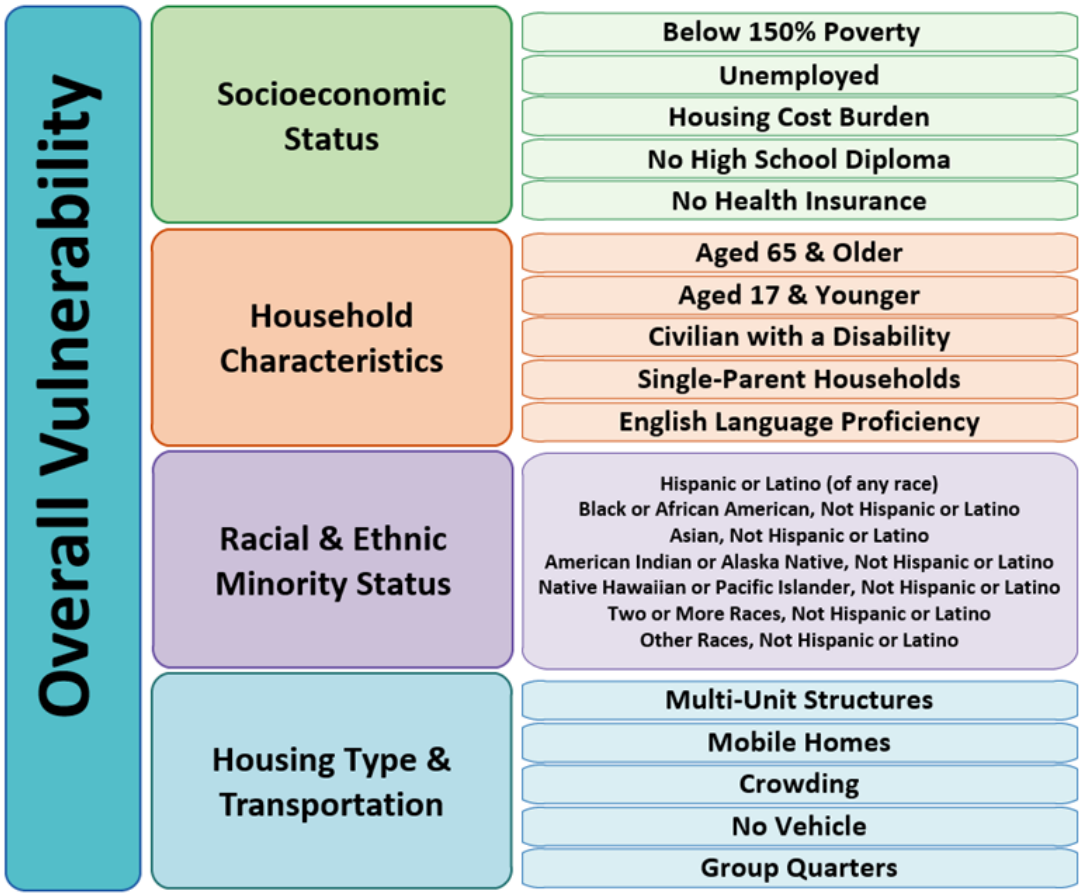 Overall Vulnerability
Socioeconomic
Status
Below 150% Poverty
Unemployed
Housing Cost Burden
No High School Diploma
No Health Insurance
Household
Characteristics
Aged 65 & Older
Aged 17 & Younger
Civilian with a Disability
Single-Parent Households
English Language Proficiency
Racial & Ethnic
Minority Status
Hispanic or Latino (of any race)
Black or African American, Not Hispanic or Latino
Asian, Not Hispanic or Latino
American Indian or Alaska Native, Not Hispanic or Latino
Native Hawaiian or Pacific Islander, Not Hispanic or Latino
Two or More Races, Not Hispanic or Latino
Other Races, Not Hispanic or Latino
Housing Type &
Transportation
Multi-Unit Structures
Mobile Homes
Crowding
No Vehicle
Group Quarters